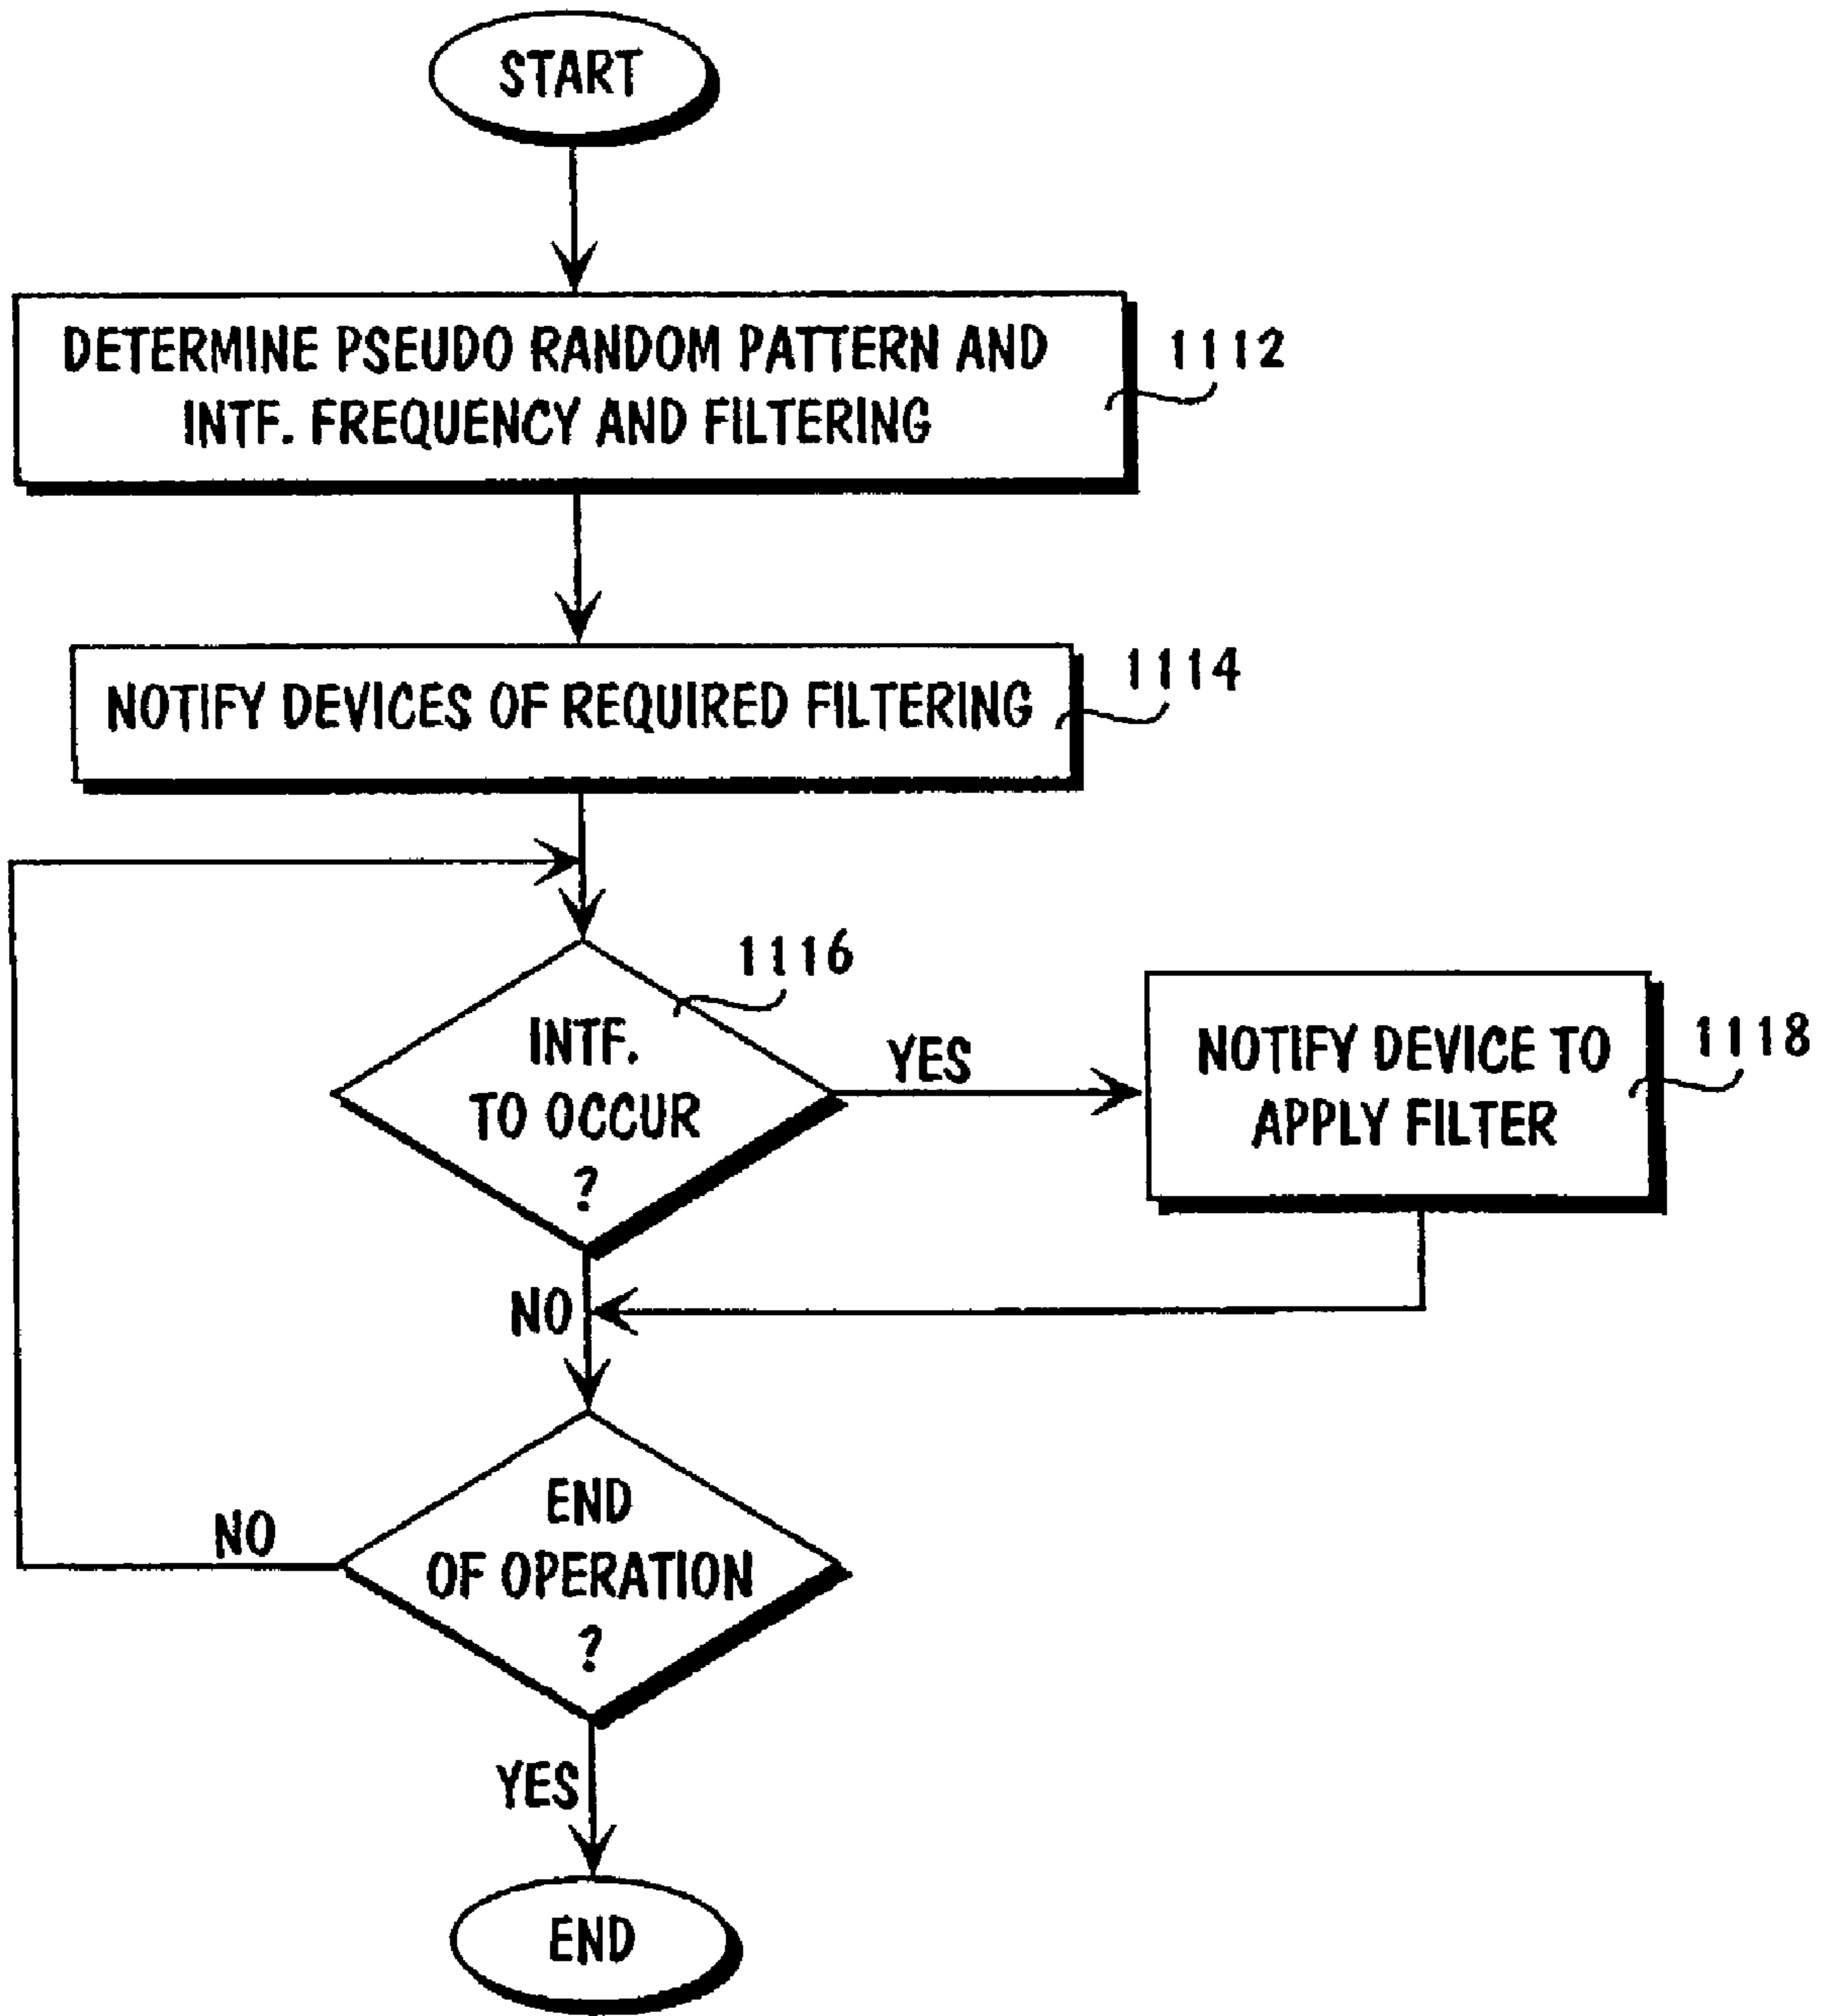 START
DETERMINE PSEUDO RANDOM PATTERN AND
INTF. FREQUENCY AND FILTERING
1112
NOTIFY DEVICES OF REQUIRED FILTERING
1114
1116
INTF.
TO OCCUR
?
YES
NOTIFY DEVICE TO
APPLY FILTER
1118
NO
END
OF OPERATION
?
NO
YES
END